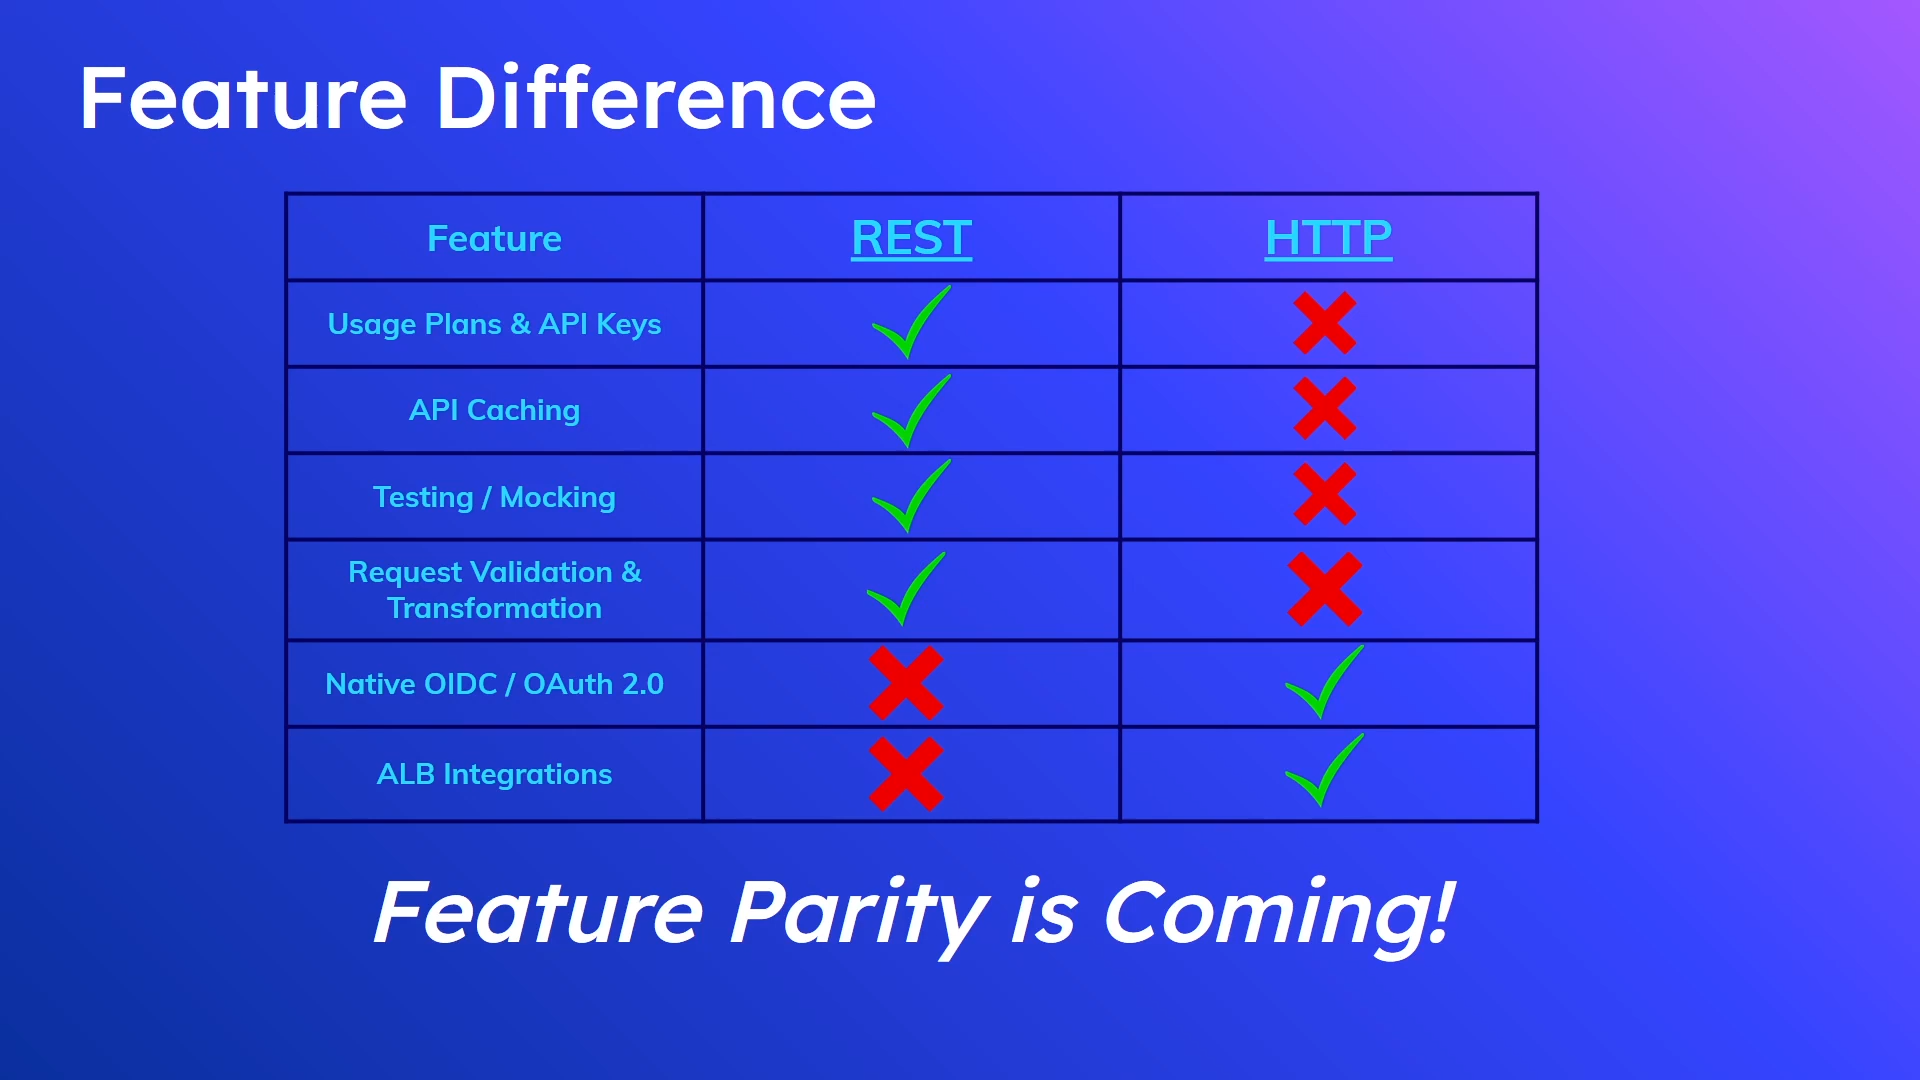 Feature Difference
Feature REST HTTP
Usage Plans & API Keys
API Caching
Testing / Mocking
Request Validation &
Transformation
Native OIDC / OAuth 2.0
ALB Integrations
Feature Parity is Coming!